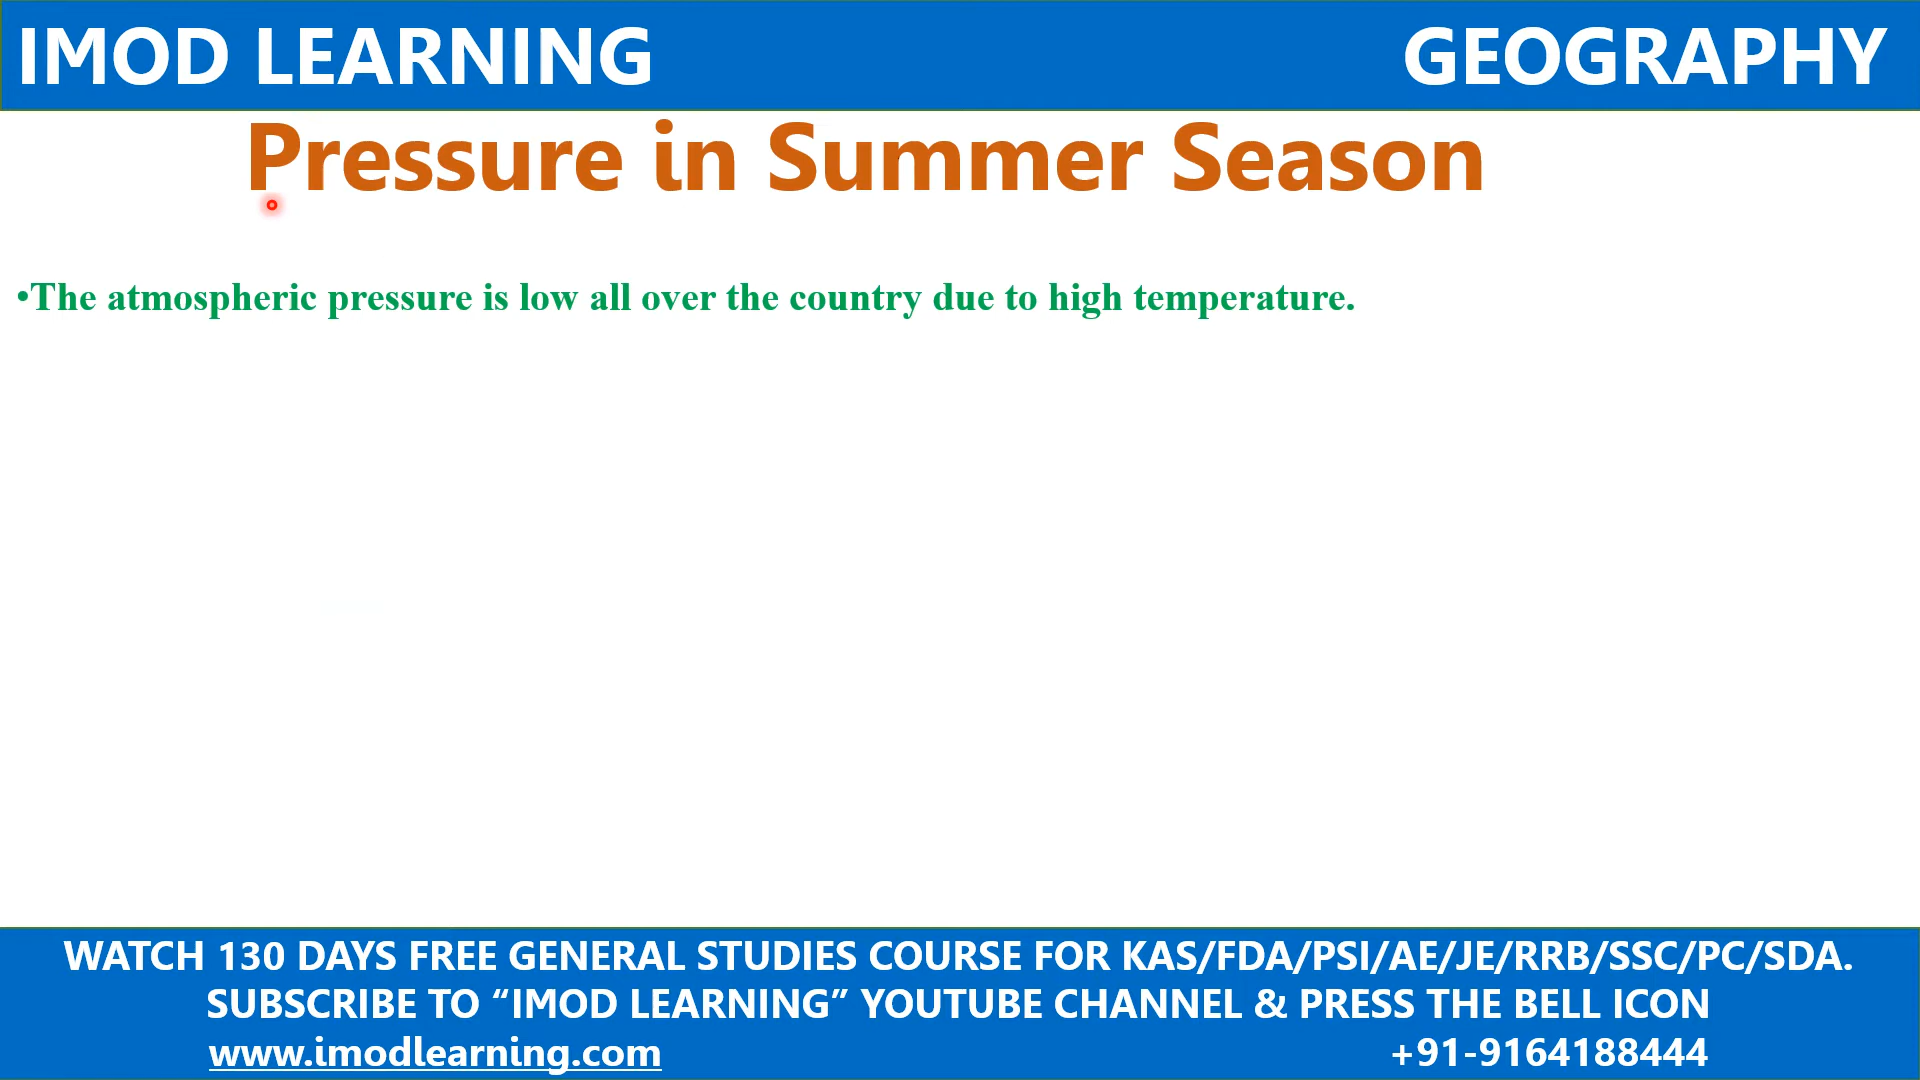 IMOD LEARNING GEOGRAPHY
Pressure in Summer Season
•The atmospheric pressure is low all over the country due to high temperature.
WATCH 130 DAYS FREE GENERAL STUDIES COURSE FOR KAS/FDA/PSI/AE/JE/RRB/SSC/PC/SDA.
SUBSCRIBE TO “IMOD LEARNING” YOUTUBE CHANNEL & PRESS THE BELL ICON
www.imodlearning.com +91-9164188444